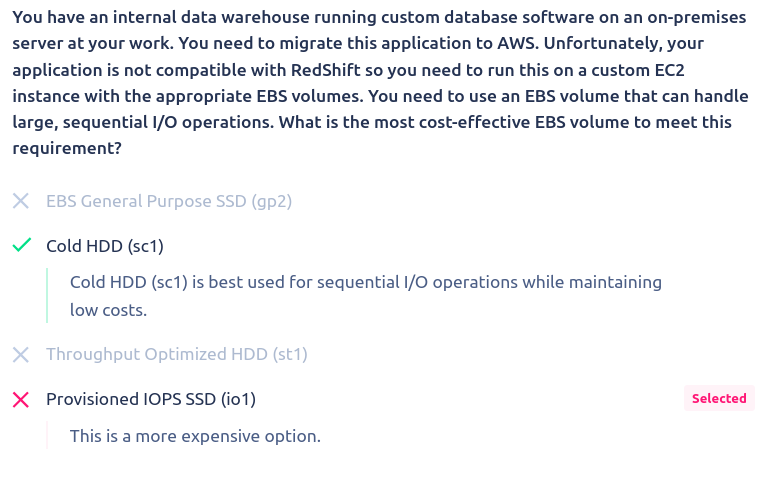 You have an internal data warehouse running custom database software on an on-premises
server at your work. You need to migrate this application to AWS. Unfortunately, your
application is not compatible with RedShift so you need to run this on a custom EC2
instance with the appropriate EBS volumes. You need to use an EBS volume that can handle
large, sequential I/O operations. What is the most cost-effective EBS volume to meet this
requirement?
EBS General Purpose SSD (gp2)
Cold HDD (sc1)
Cold HDD (sc1) is best used for sequential I/O operations while maintaining
low costs.
Throughput Optimized HDD (st1)
Provisioned IOPS SSD (io1)
Selected
This is a more expensive option.